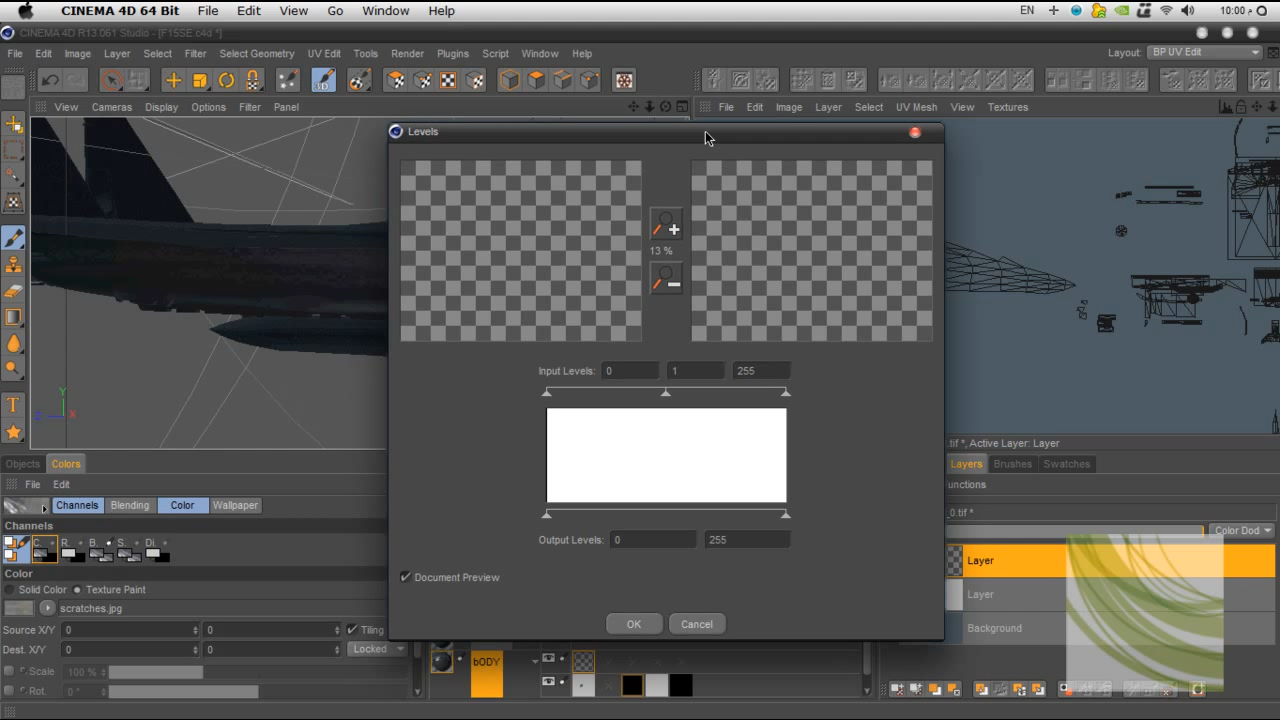 CINEMA 4D 64 Bit File Edit View Go Window Help EN 10:00 م
CINEMA 4D R13.061 Studio - [F15SE.c4d *]
File Edit Image Layer Select Filter Select Geometry UV Edit Tools Render Plugins Script Window Help Layout: BP UV Edit
View Cameras Display Options Filter Panel
File Edit Image Layer Select UV Mesh View Textures
Levels
13 %
Input Levels: 0 1 255
Output Levels: 0 255
Document Preview
OK Cancel
Y
Z X
.tif *, Active Layer: Layer
Objects Colors
Layers Brushes Swatches
File Edit
unctions
Channels Blending Color Wallpaper
_0.tif *
Channels
Color Dod
C. R. B. S. Di.
Layer
Color
Solid Color Texture Paint
Layer
scratches.jpg
Source X/Y 0 0 Tiling
Background
Dest. X/Y 0 0 Locked
Scale 100 %
bODY
Rot. 0 °